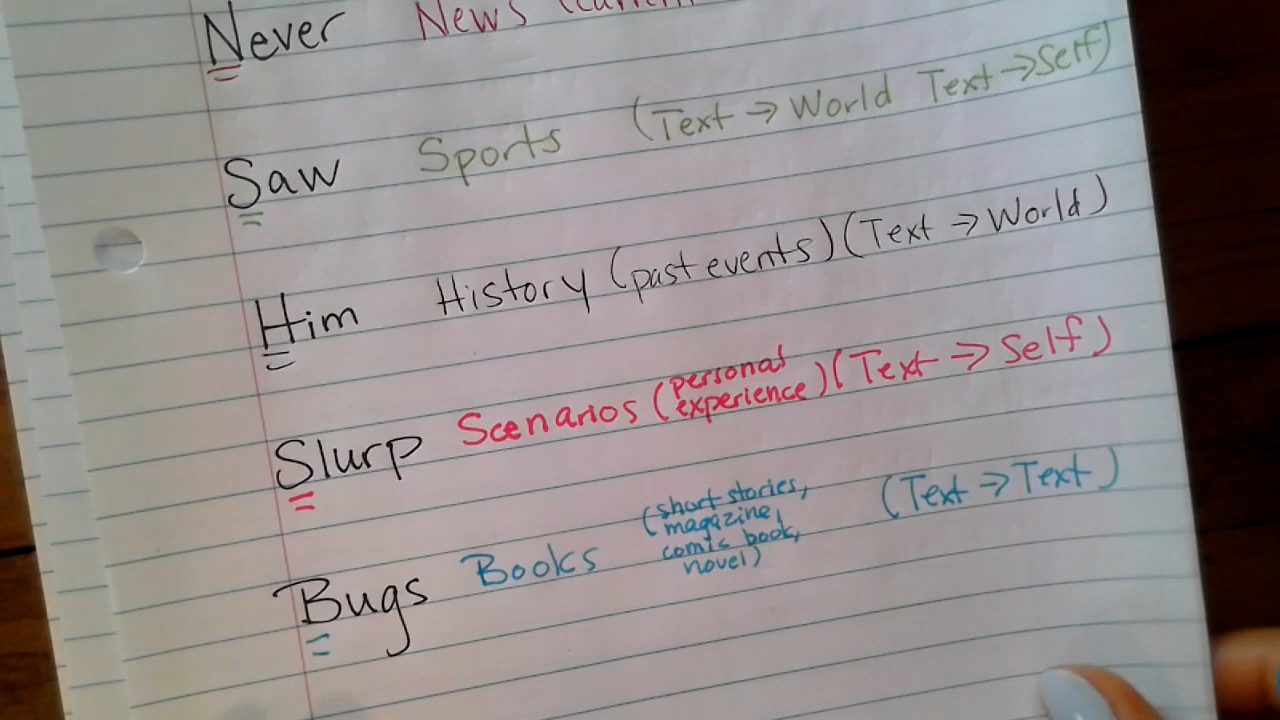 Never News
Saw Sports (Text → World Text → Self)
Him History (past events) (Text → World)
Slurp Scenarios (personal experience) (Text → Self)
Bugs Books (short stories, magazine, comic book, novel) (Text → Text)